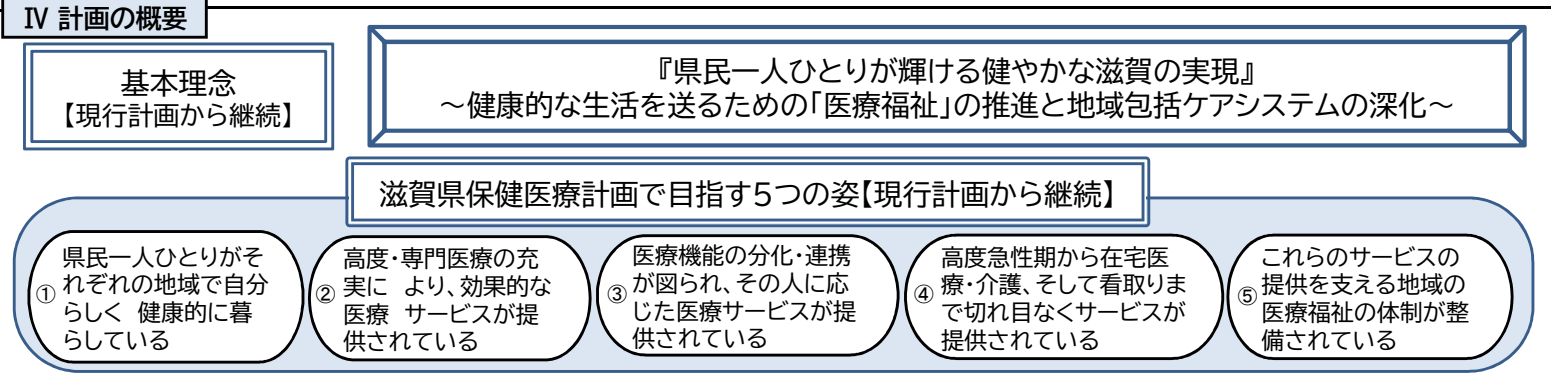 Ⅳ 計画の概要
基本理念
【現行計画から継続】
『県民一人ひとりが輝ける健やかな滋賀の実現』
～健康的な生活を送るための「医療福祉」の推進と地域包括ケアシステムの深化～
滋賀県保健医療計画で目指す5つの姿【現行計画から継続】
①
県民一人ひとりがそ
れぞれの地域で自分
らしく 健康的に暮
らしている
②
高度・専門医療の充
実に より、効果的な
医療 サービスが提
供されている
③
医療機能の分化・連携
が図られ、その人に応
じた医療サービスが提
供されている
④
高度急性期から在宅医
療・介護、そして看取りま
で切れ目なくサービスが
提供されている
⑤
これらのサービスの
提供を支える地域の
医療福祉の体制が整
備されている